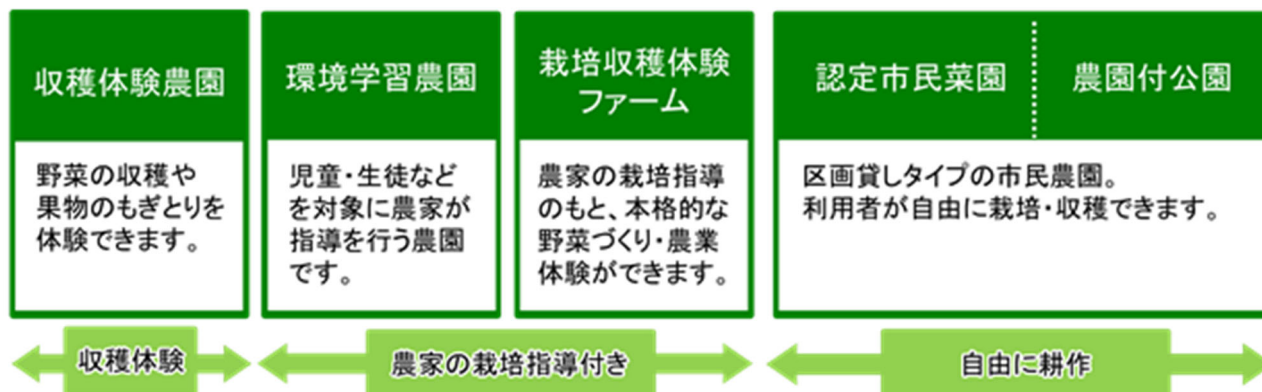 収穫体験農園
野菜の収穫や
果物のもぎとりを
体験できます。
環境学習農園
児童・生徒など
を対象に農家が
指導を行う農園
です。
栽培収穫体験
ファーム
農家の栽培指導
のもと、本格的な
野菜づくり・農業
体験ができます。
認定市民菜園
農園付公園
区画貸しタイプの市民農園。
利用者が自由に栽培・収穫できます。
収穫体験
農家の栽培指導付き
自由に耕作